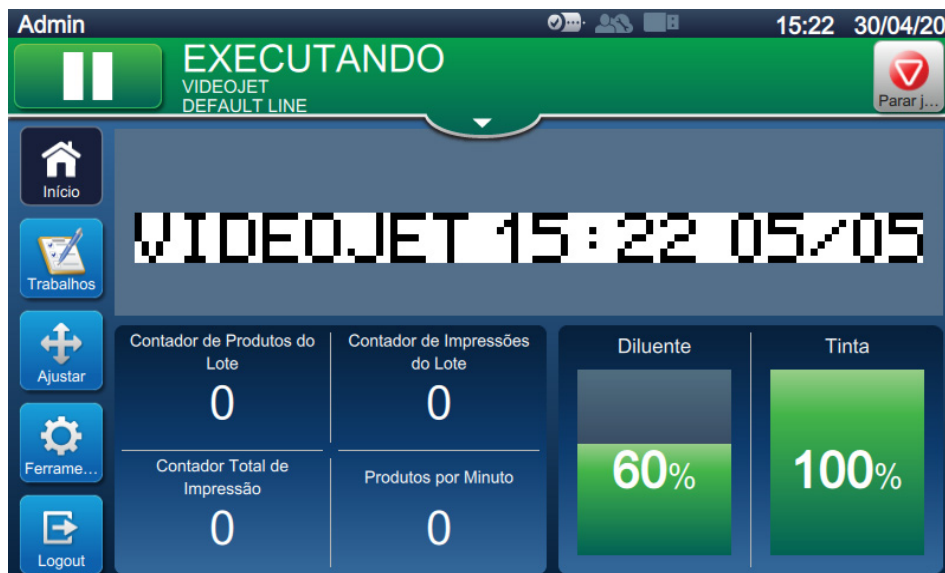 Admin
15:22 30/04/20
EXECUTANDO
VIDEOJET
DEFAULT LINE
Parar j...
Início
VIDEOJET 15:22 05/05
Trabalhos
Ajustar
Ferrame...
Logout
Contador de Produtos do
Lote
0
Contador de Impressões
do Lote
0
Contador Total de
Impressão
0
Produtos por Minuto
0
Diluente
60%
Tinta
100%